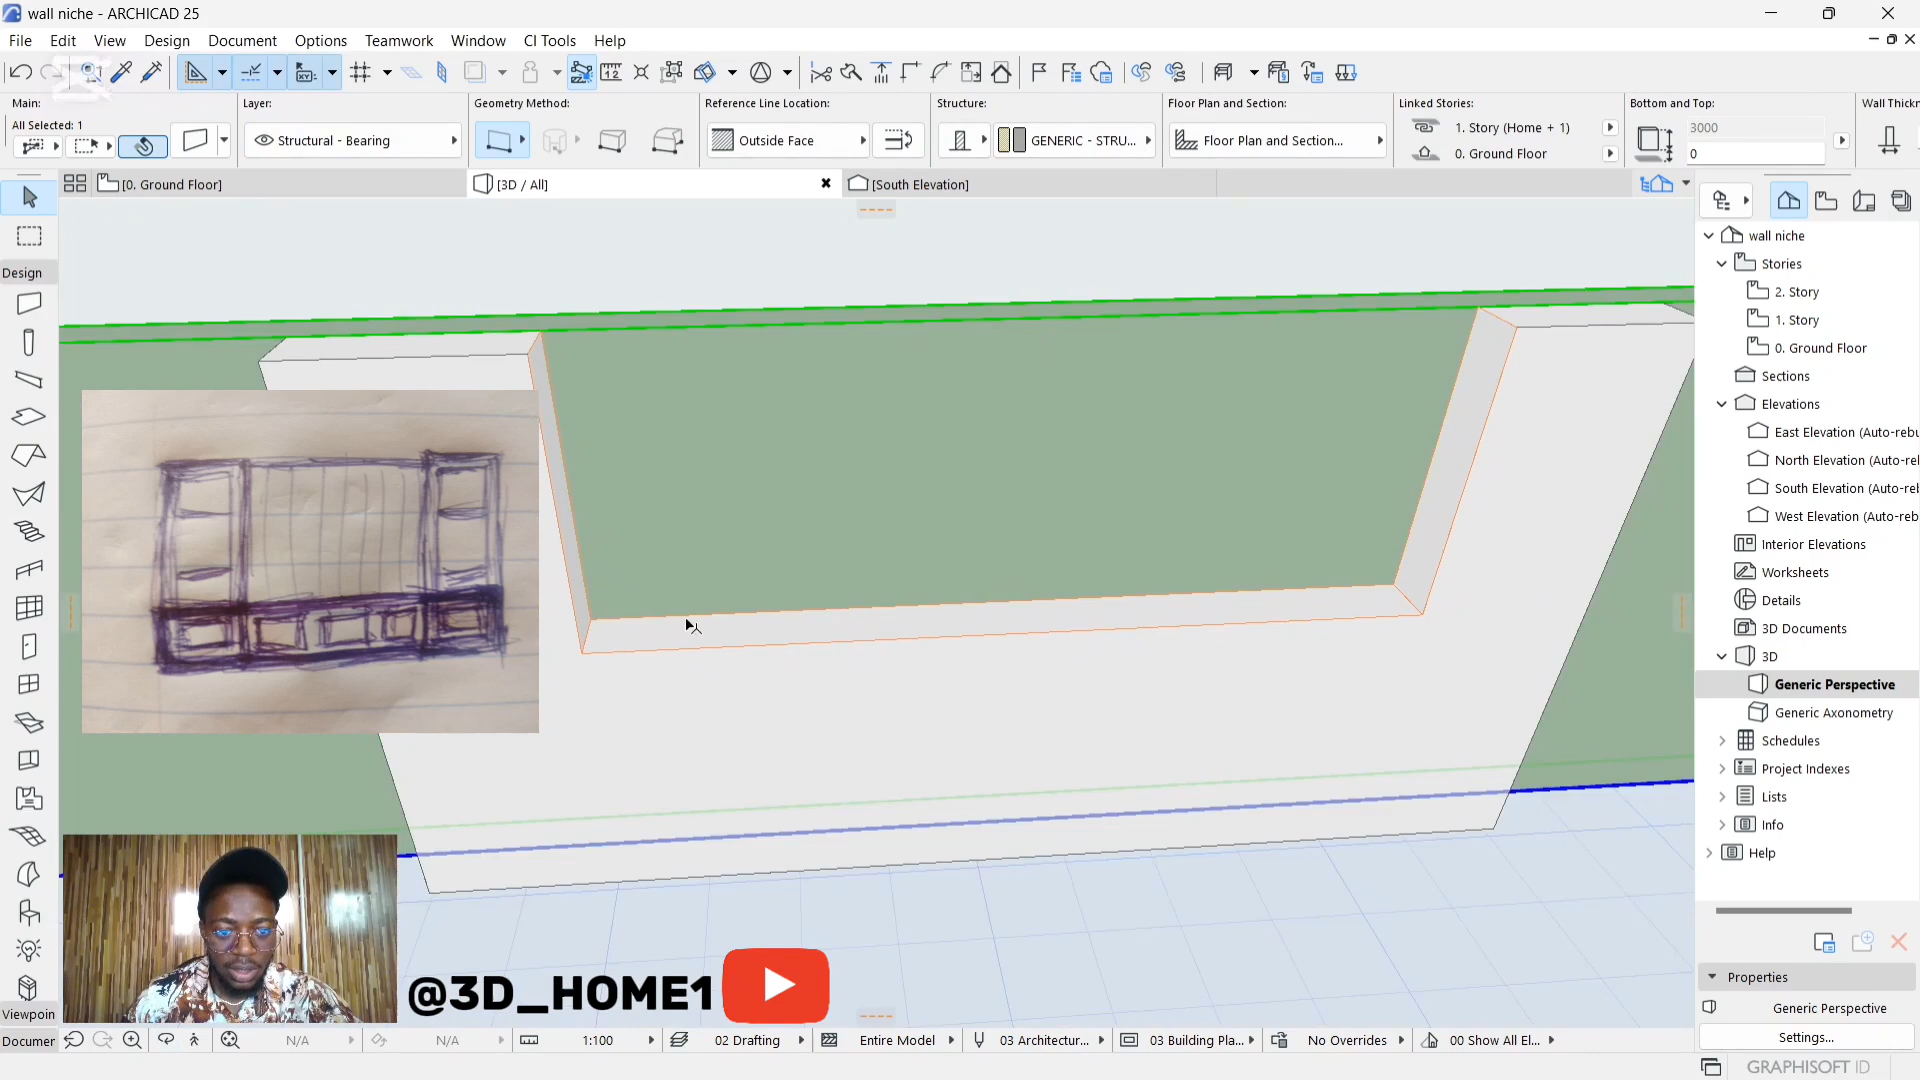 wall niche - ARCHICAD 25
File Edit View Design Document Options Teamwork Window CI Tools Help
Main: Layer: Geometry Method: Reference Line Location: Structure: Floor Plan and Section: Linked Stories: Bottom and Top: Wall Thickn
All Selected: 1
Structural - Bearing
Outside Face
GENERIC - STRU...
Floor Plan and Section...
1. Story (Home + 1)
0. Ground Floor
3000
0
[0. Ground Floor]
[3D / All]
[South Elevation]
Design
Viewpoin
Documer
wall niche
Stories
2. Story
1. Story
0. Ground Floor
Sections
Elevations
East Elevation (Auto-rebu
North Elevation (Auto-rel
South Elevation (Auto-reb
West Elevation (Auto-reb
Interior Elevations
Worksheets
Details
3D Documents
3D
Generic Perspective
Generic Axonometry
Schedules
Project Indexes
Lists
Info
Help
Properties
Generic Perspective
Settings...
@3D_HOME1
N/A
N/A
1:100
02 Drafting
Entire Model
03 Architectur...
03 Building Pla...
No Overrides
00 Show All El...
GRAPHISOFT ID